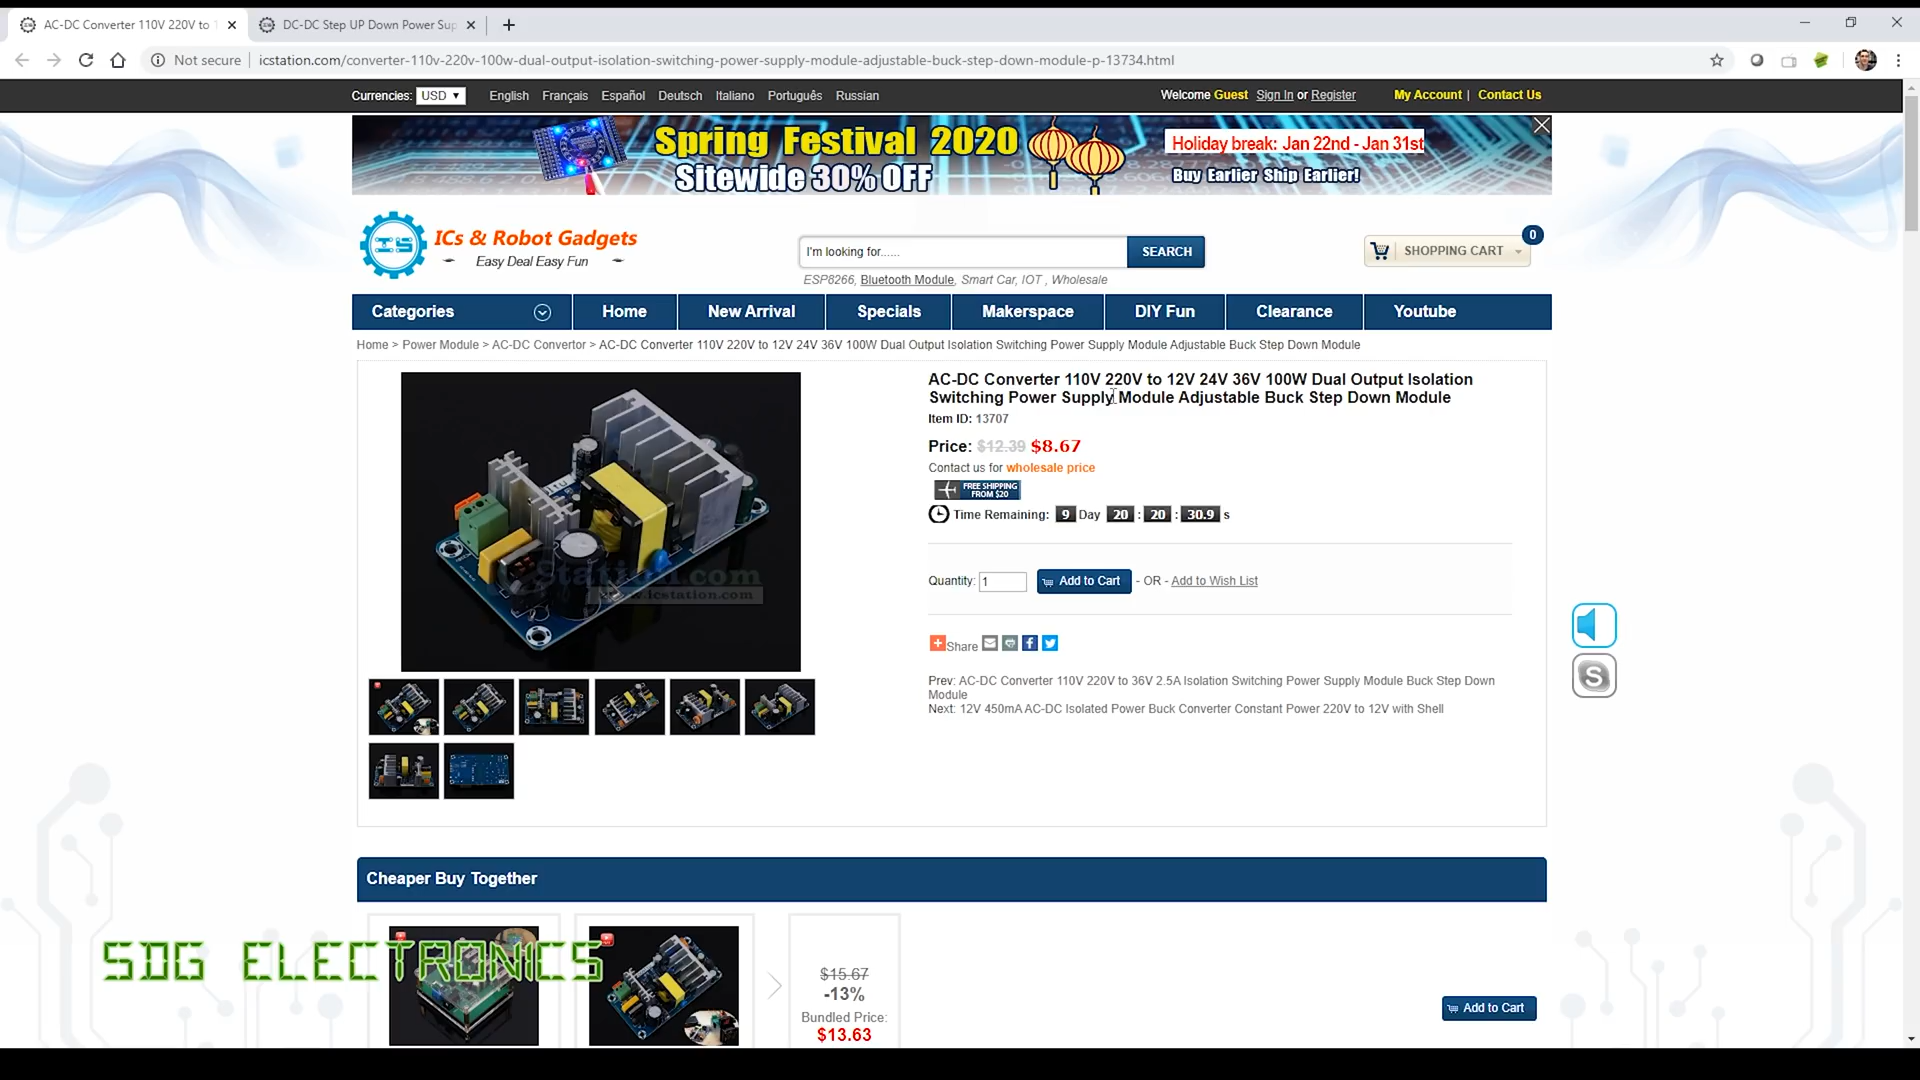 AC-DC Converter 110V 220V to 1
DC-DC Step UP Down Power Sup
Not secure
icstation.com/converter-110v-220v-100w-dual-output-isolation-switching-power-supply-module-adjustable-buck-step-down-module-p-13734.html
Currencies: USD English Français Español Deutsch Italiano Português Russian
Welcome Guest Sign In or Register My Account | Contact Us
Spring Festival 2020
Sitewide 30% OFF
Holiday break: Jan 22nd - Jan 31st
Buy Earlier Ship Earlier!
ICs & Robot Gadgets
Easy Deal Easy Fun
I'm looking for......
SEARCH
ESP8266, Bluetooth Module, Smart Car, IOT , Wholesale
SHOPPING CART
0
Categories Home New Arrival Specials Makerspace DIY Fun Clearance Youtube
Home > Power Module > AC-DC Convertor > AC-DC Converter 110V 220V to 12V 24V 36V 100W Dual Output Isolation Switching Power Supply Module Adjustable Buck Step Down Module
AC-DC Converter 110V 220V to 12V 24V 36V 100W Dual Output Isolation
Switching Power Supply Module Adjustable Buck Step Down Module
Item ID: 13707
Price: $12.39 $8.67
Contact us for wholesale price
FREE SHIPPING
FROM $20
Time Remaining: 9 Day 20 : 20 : 30.9 s
Quantity: 1 Add to Cart - OR - Add to Wish List
Share
Prev: AC-DC Converter 110V 220V to 36V 2.5A Isolation Switching Power Supply Module Buck Step Down
Module
Next: 12V 450mA AC-DC Isolated Power Buck Converter Constant Power 220V to 12V with Shell
www.icstation.com
Cheaper Buy Together
SDG ELECTRONICS
$15.67
-13%
Bundled Price:
$13.63
Add to Cart